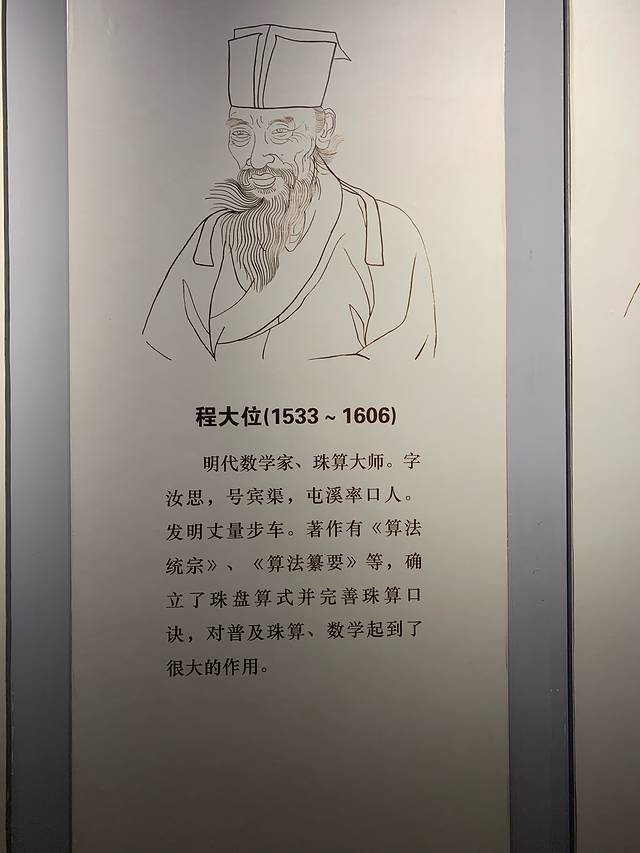 程大位(1533~1606)
明代数学家、珠算大师。字
汝思，号宾渠，屯溪率口人。
发明丈量步车。著作有《算法
统宗》、《算法纂要》等，确
立了珠盘算式并完善珠算口
诀，对普及珠算、数学起到了
很大的作用。